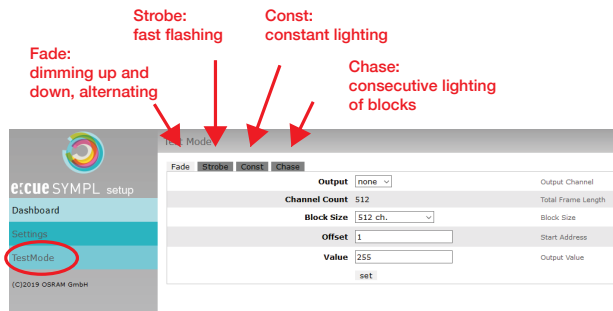 Strobe:
fast flashing
Const:
constant lighting
Fade:
dimming up and
down, alternating
Chase:
consecutive lighting
of blocks
Test Mode
e:cue SYMPL setup
Dashboard
Settings
TestMode
(C)2019 OSRAM GmbH
Fade Strobe Const Chase
Output none Output Channel
Channel Count 512 Total Frame Length
Block Size 512 ch. Block Size
Offset 1 Start Address
Value 255 Output Value
set